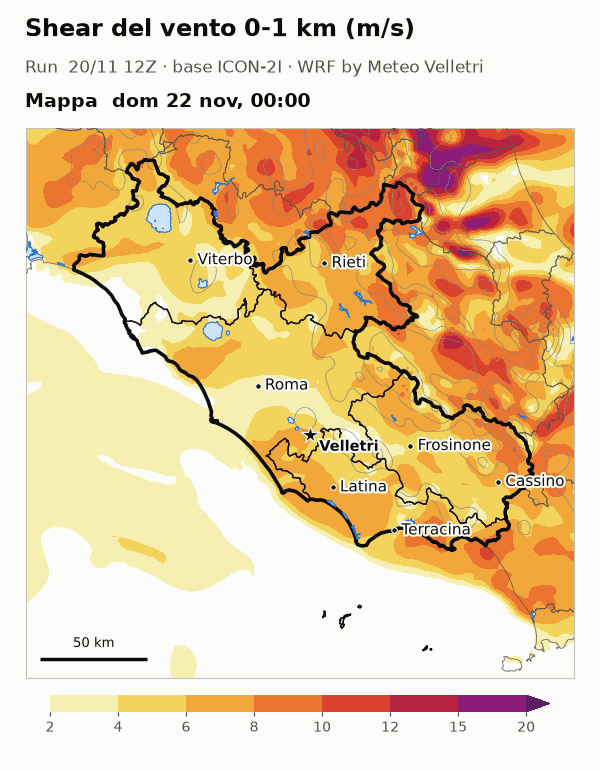 Shear del vento 0-1 km (m/s)
Run  20/11 12Z · base ICON-2I · WRF by Meteo Velletri
Mappa  dom 22 nov, 00:00
Viterbo
Rieti
Roma
Velletri
Frosinone
Latina
Cassino
Terracina
50 km
2 4 6 8 10 12 15 20